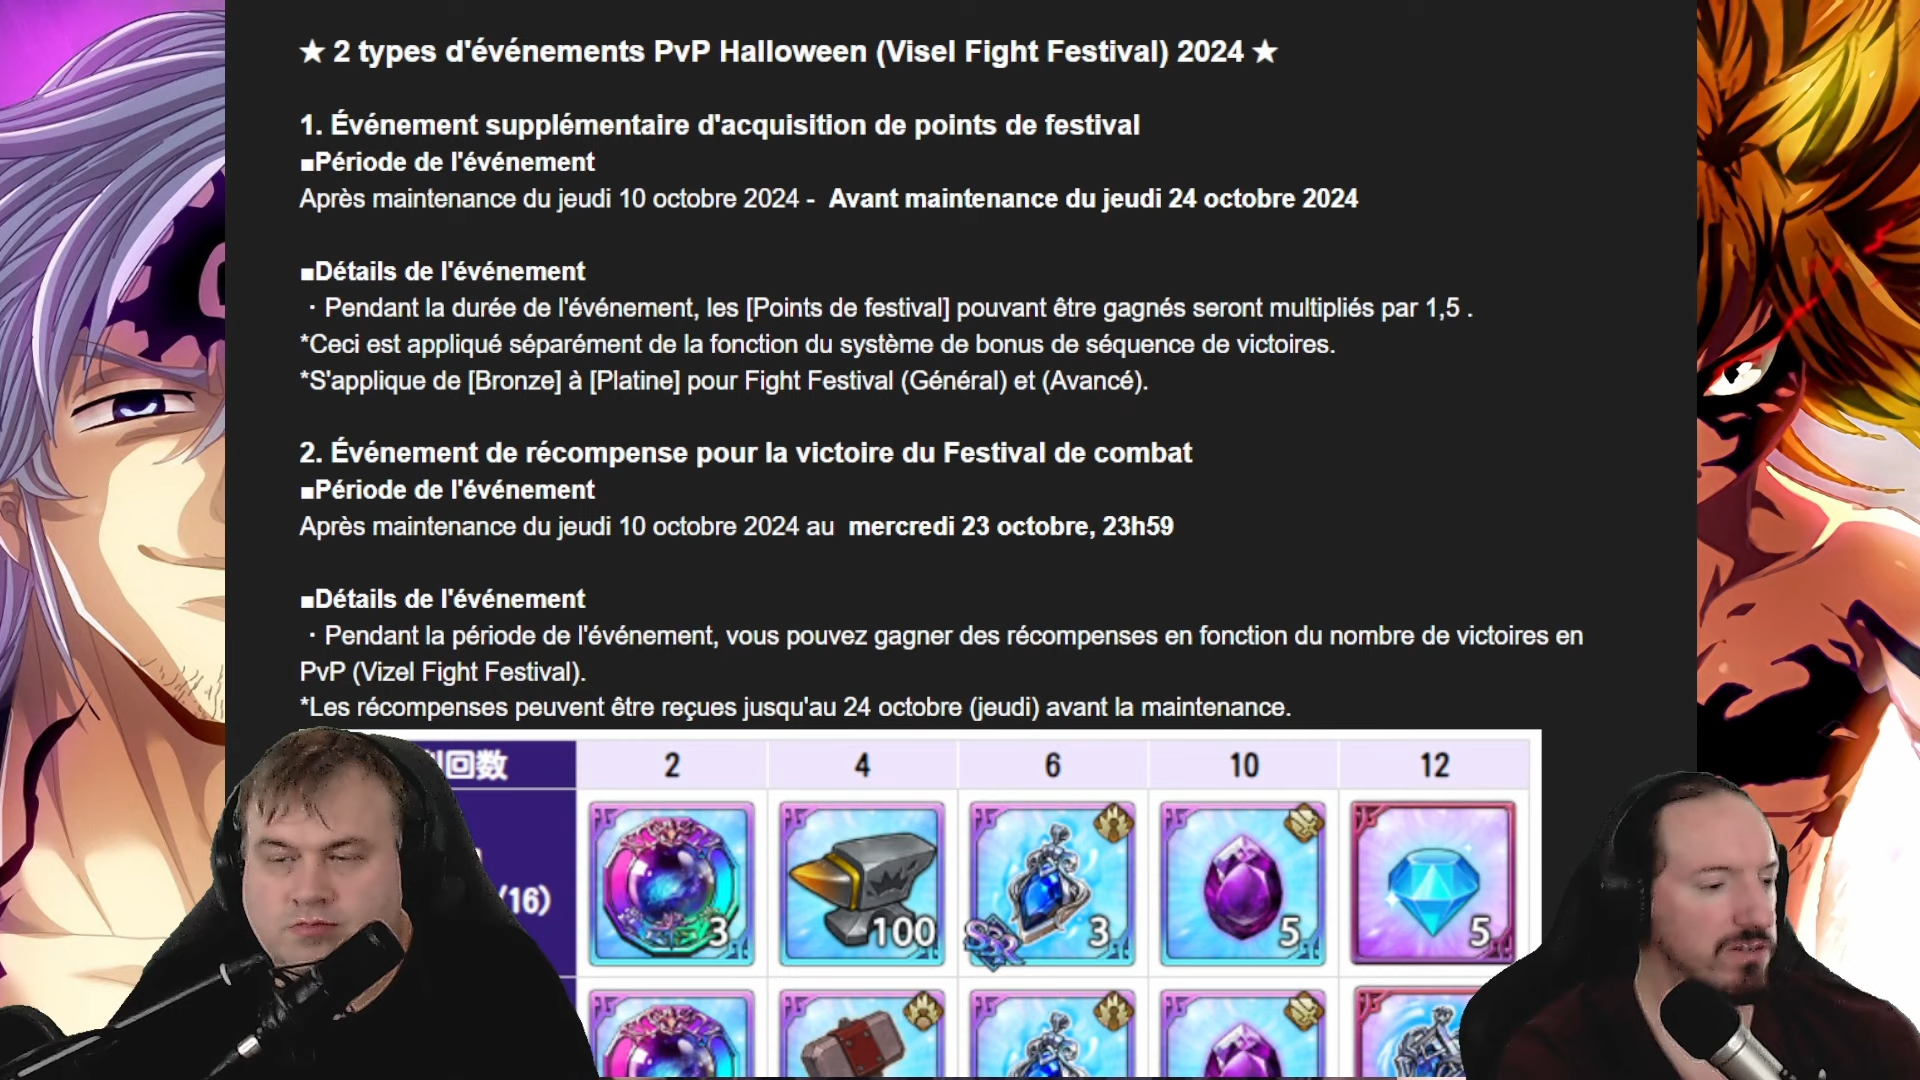 ★ 2 types d'événements PvP Halloween (Visel Fight Festival) 2024 ★
1. Événement supplémentaire d'acquisition de points de festival
■Période de l'événement
Après maintenance du jeudi 10 octobre 2024 - Avant maintenance du jeudi 24 octobre 2024
■Détails de l'événement
・Pendant la durée de l'événement, les [Points de festival] pouvant être gagnés seront multipliés par 1,5 .
*Ceci est appliqué séparément de la fonction du système de bonus de séquence de victoires.
*S'applique de [Bronze] à [Platine] pour Fight Festival (Général) et (Avancé).
2. Événement de récompense pour la victoire du Festival de combat
■Période de l'événement
Après maintenance du jeudi 10 octobre 2024 au mercredi 23 octobre, 23h59
■Détails de l'événement
・Pendant la période de l'événement, vous pouvez gagner des récompenses en fonction du nombre de victoires en
PvP (Vizel Fight Festival).
*Les récompenses peuvent être reçues jusqu'au 24 octobre (jeudi) avant la maintenance.
回数 2 4 6 10 12
(16) 3 100 SSR 3 5 5